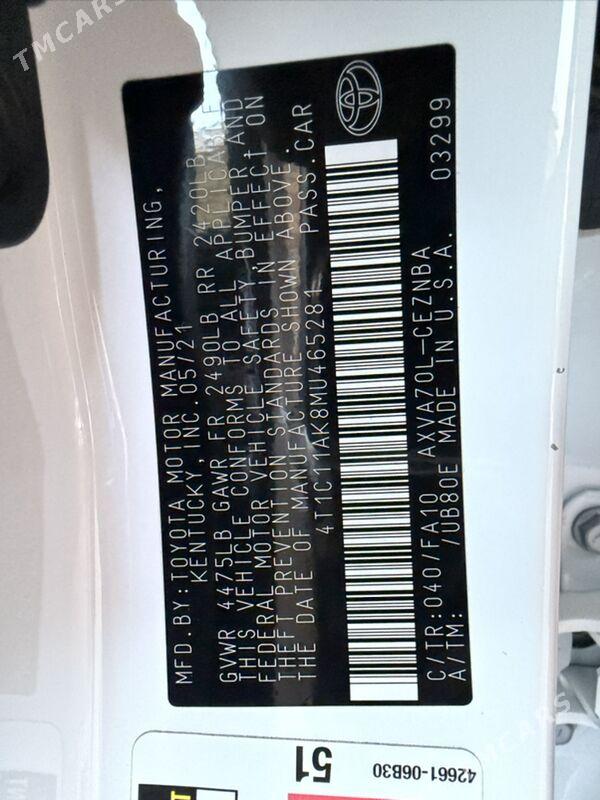 TMCARS
MFD.BY:TOYOTA MOTOR MANUFACTURING,
KENTUCKY, INC. 05/21
GVWR 4475LB GAWR FR 2490LB RR 2420LB
THIS VEHICLE CONFORMS TO ALL APPLICABLE
FEDERAL MOTOR VEHICLE SAFETY, BUMPER, AND
THEFT PREVENTION STANDARDS IN EFFECT ON
THE DATE OF MANUFACTURE SHOWN ABOVE.
4T1C11AK8MU465281 PASS.CAR
C/TR:040/FA10 AXVA70L-CEZNBA
A/TM: /UB80E MADE IN U.S.A. 03299
51
42661-06B30
TMCARS